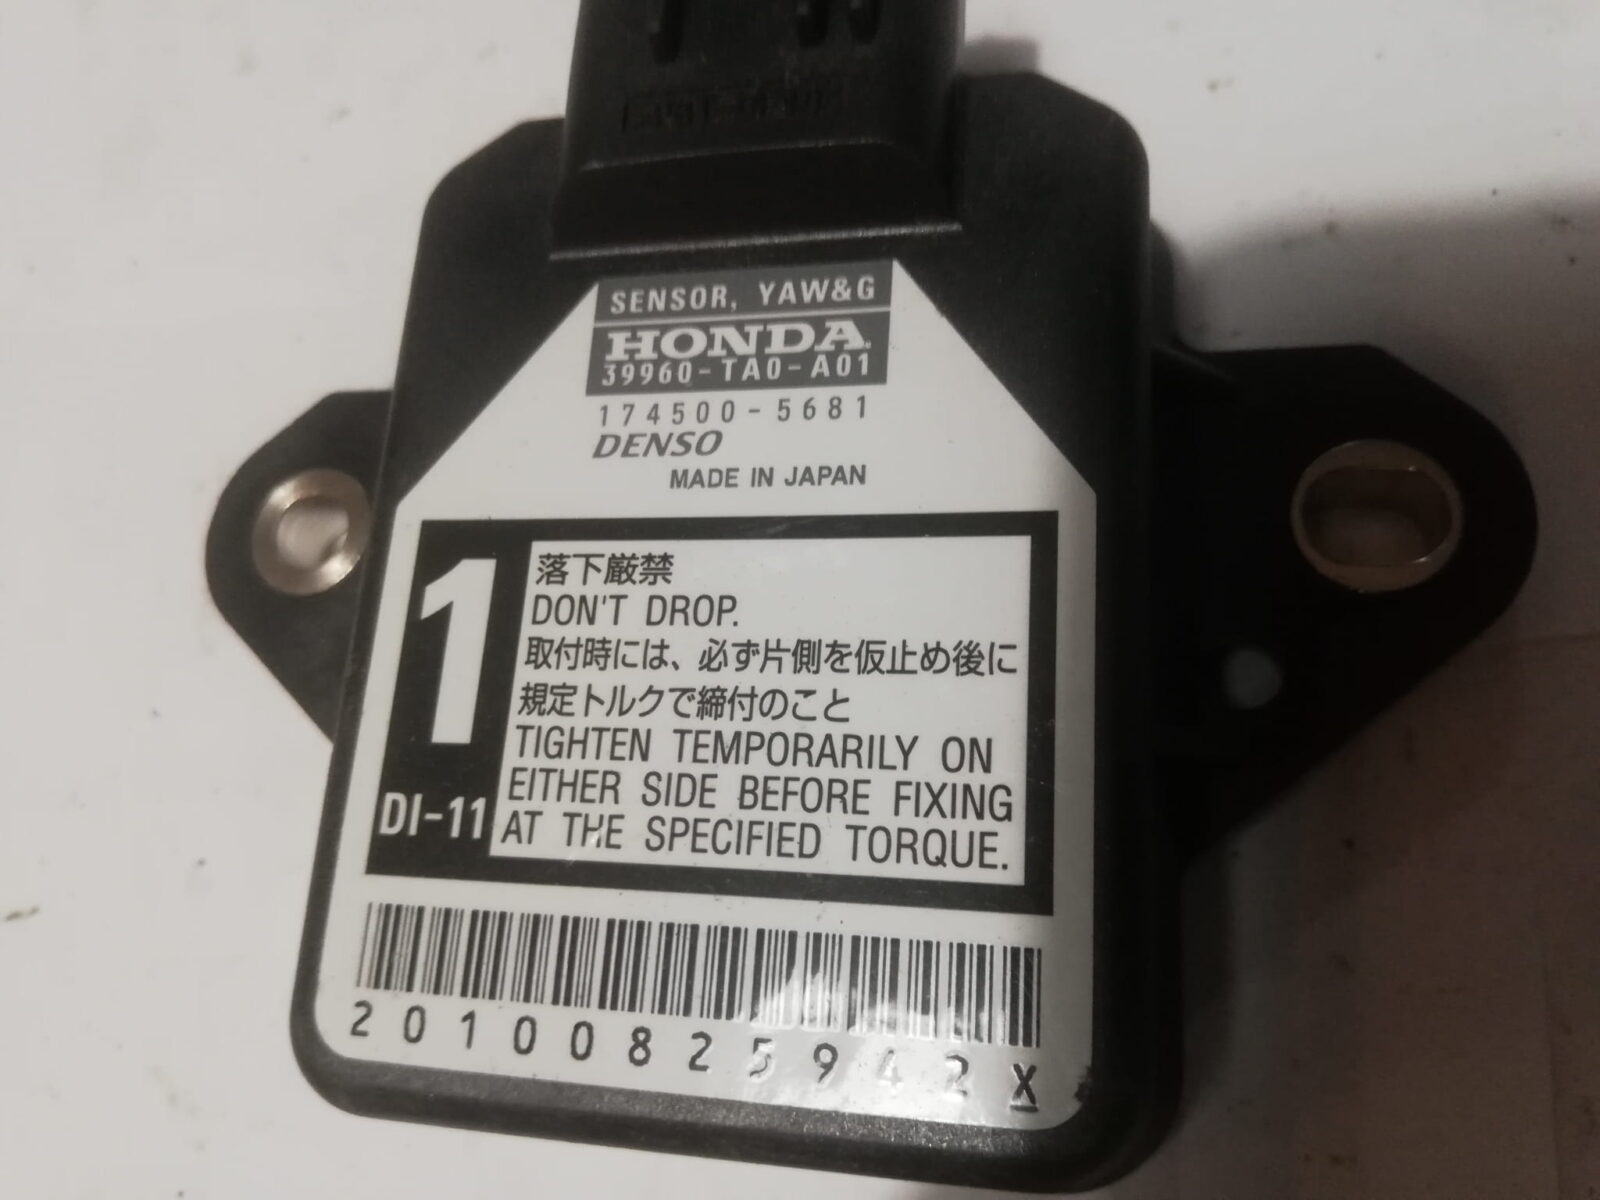 SENSOR, YAW&G
HONDA
39960-TA0-A01
174500-5681
DENSO
MADE IN JAPAN
1
DI-11
落下厳禁
DON'T DROP.
取付時には、必ず片側を仮止め後に
規定トルクで締付のこと
TIGHTEN TEMPORARILY ON
EITHER SIDE BEFORE FIXING
AT THE SPECIFIED TORQUE.
20100825942X